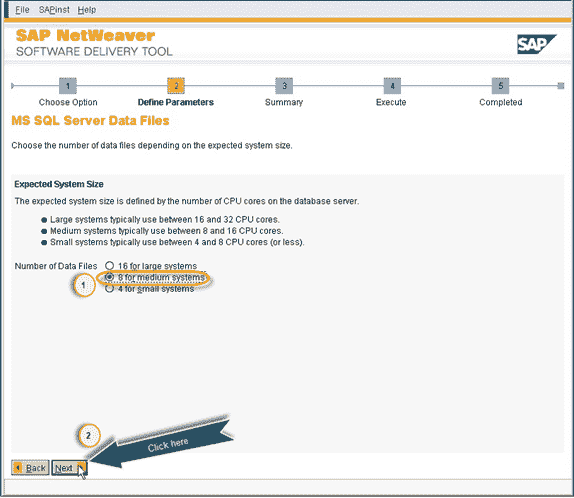 File SAPinst Help
SAP NetWeaver
SOFTWARE DELIVERY TOOL
SAP
1 2 3 4 5
Choose Option Define Parameters Summary Execute Completed
MS SQL Server Data Files
Choose the number of data files depending on the expected system size.
Expected System Size
The expected system size is defined by the number of CPU cores on the database server.
● Large systems typically use between 16 and 32 CPU cores.
● Medium systems typically use between 8 and 16 CPU cores.
● Small systems typically use between 4 and 8 CPU cores (or less).
Number of Data Files 16 for large systems
1 8 for medium systems
4 for small systems
2
Click here
Back Next